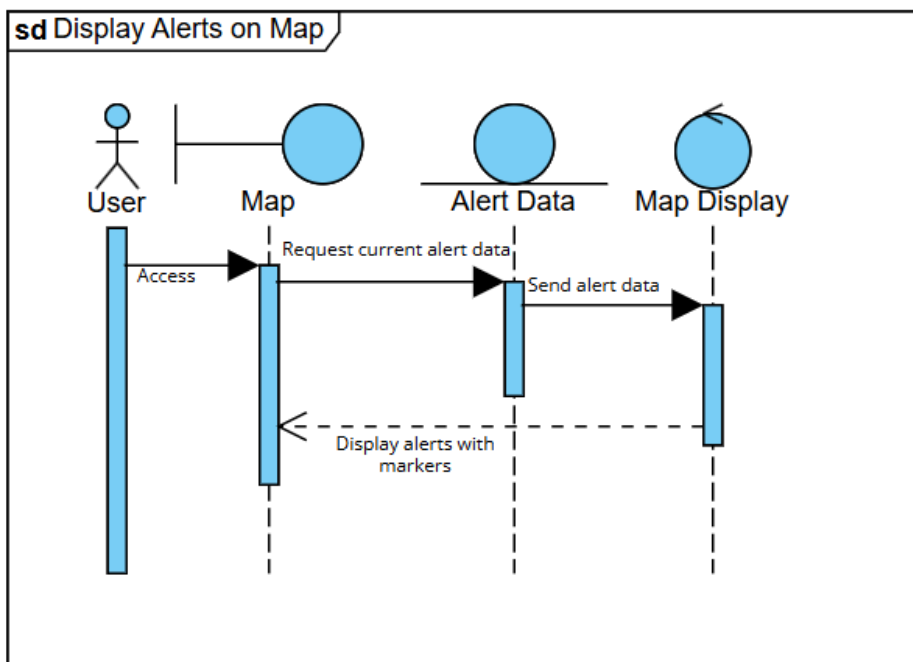 sd Display Alerts on Map
User
Map
Alert Data
Map Display
Access
Request current alert data
Send alert data
Display alerts with
markers